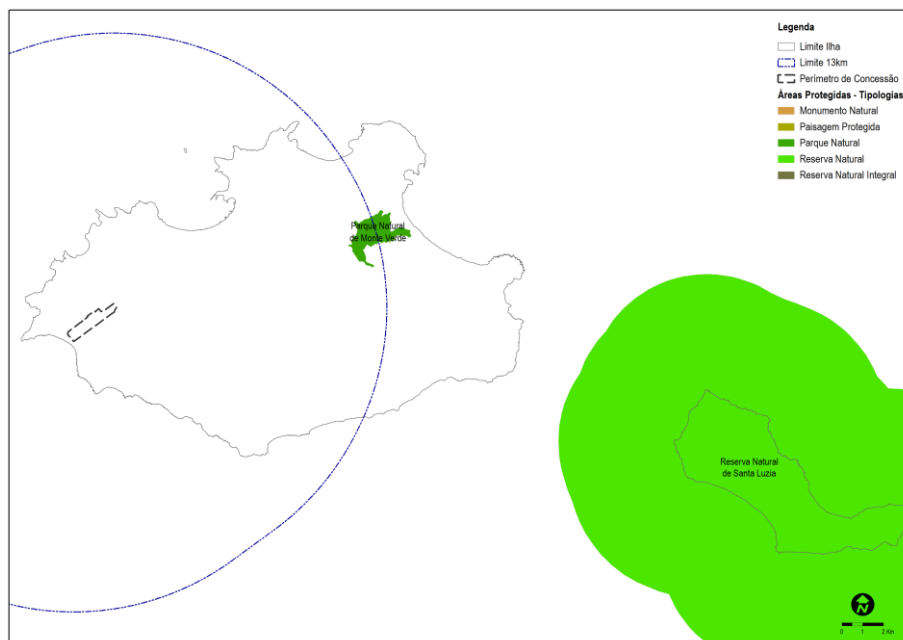 Legenda
Limite Ilha
Limite 13km
Perímetro de Concessão
Áreas Protegidas - Tipologias
Monumento Natural
Paisagem Protegida
Parque Natural
Reserva Natural
Reserva Natural Integral
Parque Natural
de Monte Verde
Reserva Natural
de Santa Luzia
0 1 2 Km